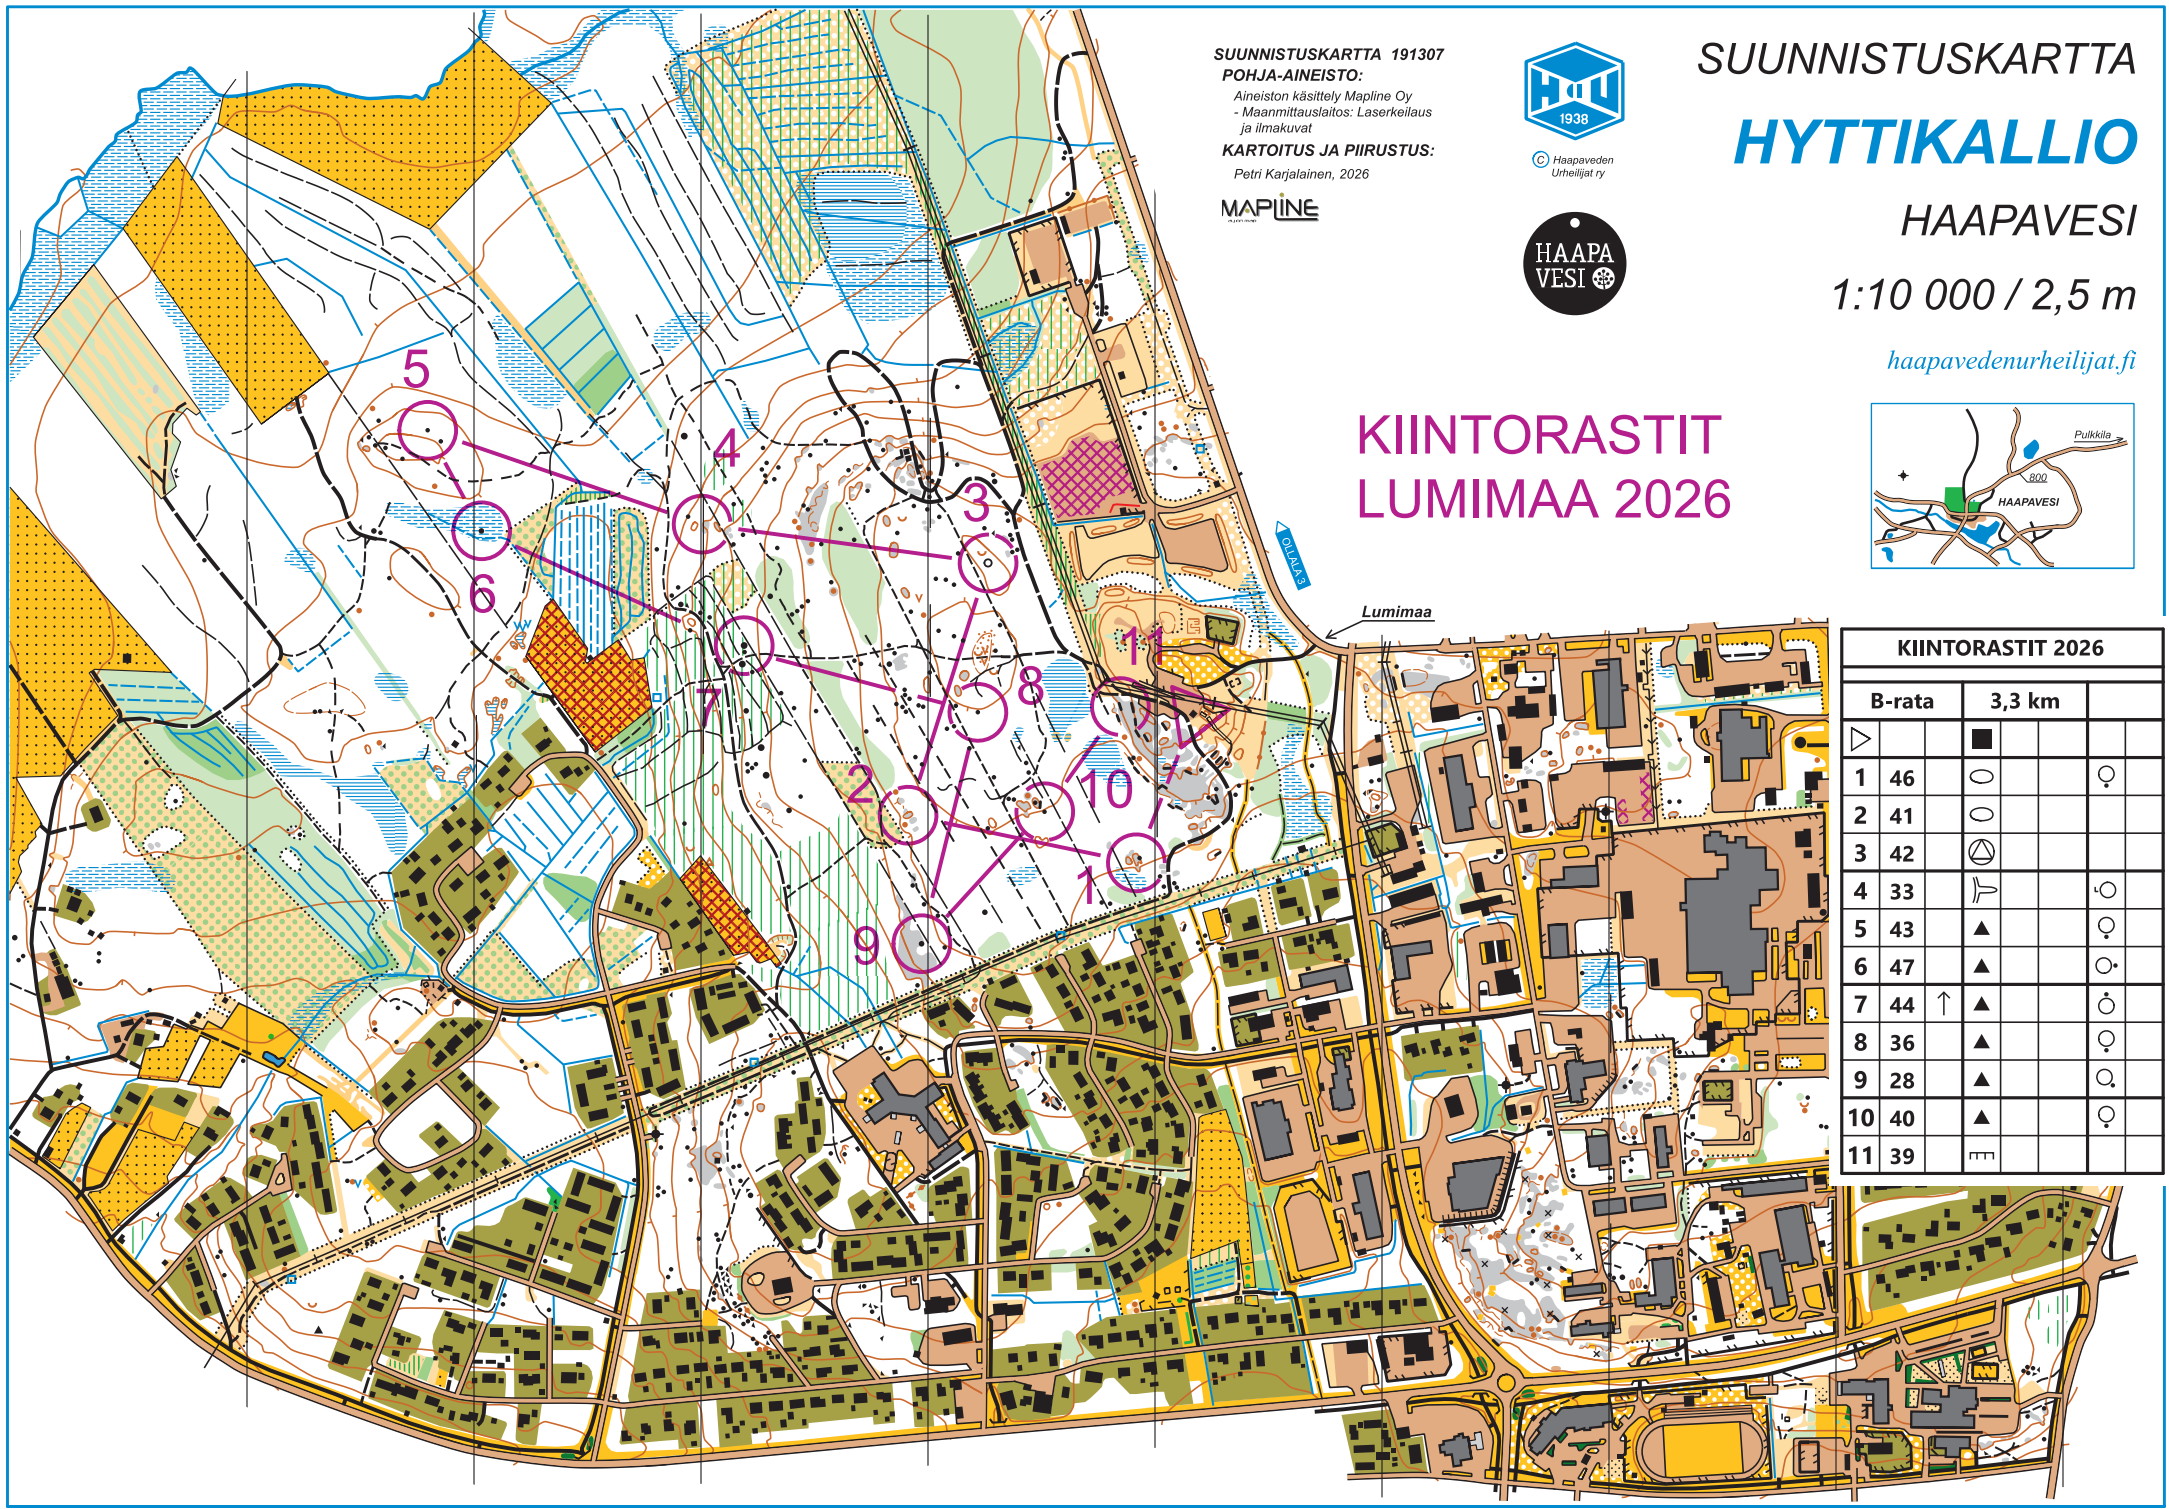 SUUNNISTUSKARTTA 191307
POHJA-AINEISTO:
Aineiston käsittely Mapline Oy
- Maanmittauslaitos: Laserkeilaus
ja ilmakuvat
KARTOITUS JA PIIRUSTUS:
Petri Karjalainen, 2026
MAPLINE
HU
1938
C Haapaveden
Urheilijat ry
HAAPA
VESI
SUUNNISTUSKARTTA
HYTTIKALLIO
HAAPAVESI
1:10 000 / 2,5 m
haapavedenurheilijat.fi
KIINTORASTIT
LUMIMAA 2026
Pulkkila
800
HAAPAVESI
OLLALA 3
Lumimaa
5
4
3
6
11
7
8
2
10
1
9
KIINTORASTIT 2026
B-rata 3,3 km
1 46
2 41
3 42
4 33
5 43
6 47
7 44
8 36
9 28
10 40
11 39